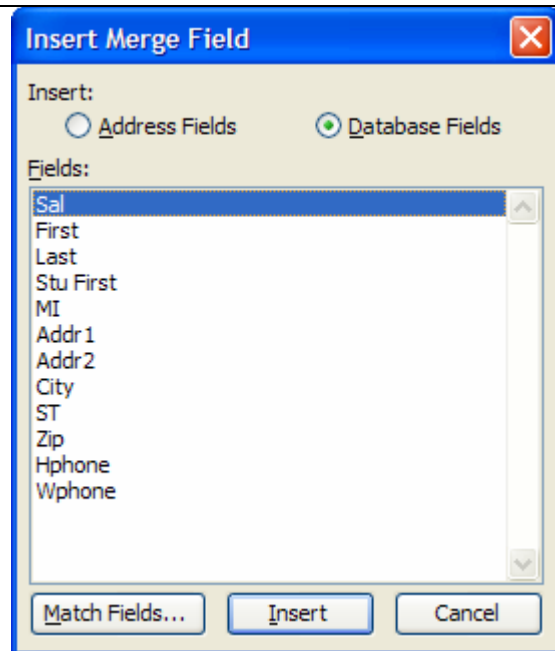 Insert Merge Field
Insert:
Address Fields Database Fields
Fields:
Sal
First
Last
Stu First
MI
Addr1
Addr2
City
ST
Zip
Hphone
Wphone
Match Fields... Insert Cancel